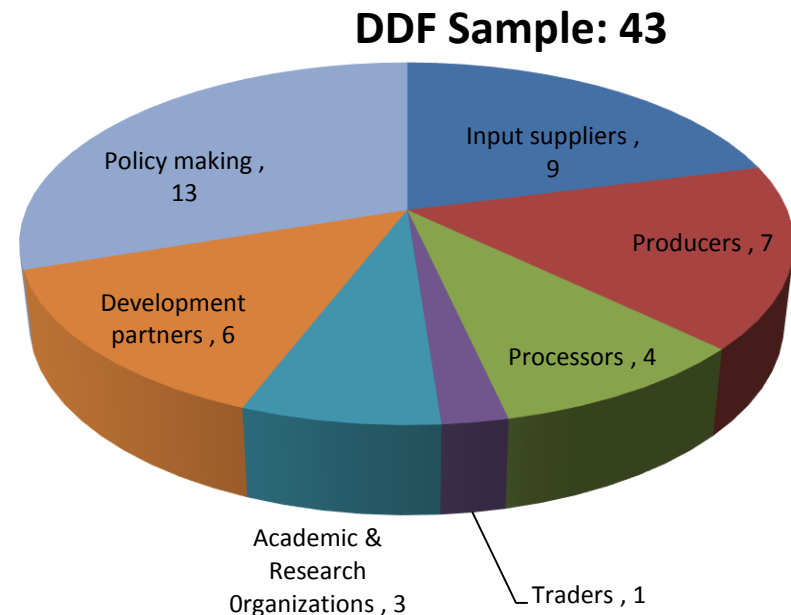 DDF Sample: 43
Input suppliers ,
9
Producers , 7
Processors , 4
Traders , 1
Academic &
Research
Organizations , 3
Development
partners , 6
Policy making ,
13